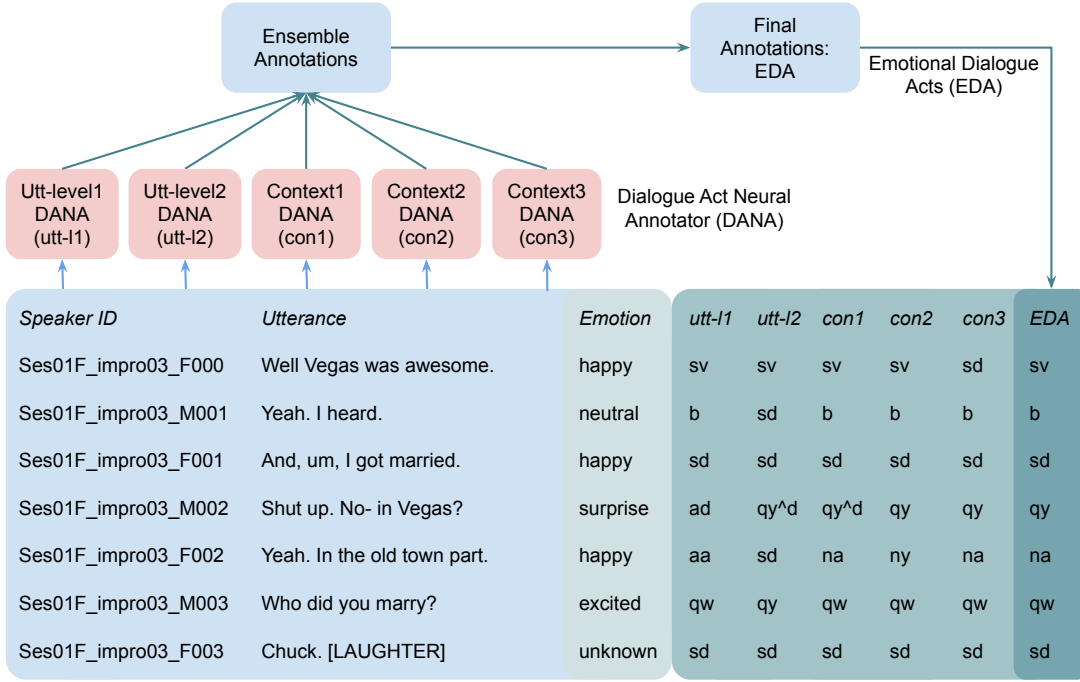 Ensemble
Annotations
Final
Annotations:
EDA
Emotional Dialogue
Acts (EDA)
Utt-level1
DANA
(utt-l1)
Utt-level2
DANA
(utt-l2)
Context1
DANA
(con1)
Context2
DANA
(con2)
Context3
DANA
(con3)
Dialogue Act Neural
Annotator (DANA)
Speaker ID Utterance Emotion utt-l1 utt-l2 con1 con2 con3 EDA
Ses01F_impro03_F000 Well Vegas was awesome. happy sv sv sv sv sd sv
Ses01F_impro03_M001 Yeah. I heard. neutral b sd b b b b
Ses01F_impro03_F001 And, um, I got married. happy sd sd sd sd sd sd
Ses01F_impro03_M002 Shut up. No- in Vegas? surprise ad qy^d qy^d qy qy qy
Ses01F_impro03_F002 Yeah. In the old town part. happy aa sd na ny na na
Ses01F_impro03_M003 Who did you marry? excited qw qy qw qw qw qw
Ses01F_impro03_F003 Chuck. [LAUGHTER] unknown sd sd sd sd sd sd